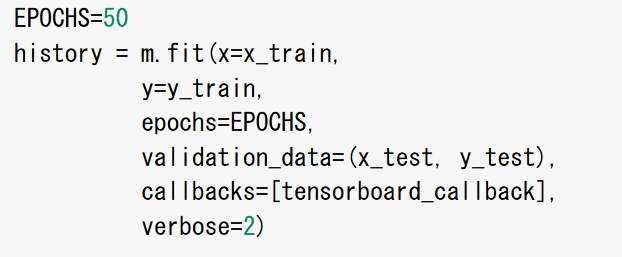 EPOCHS=50
history = m.fit(x=x_train,
y=y_train,
epochs=EPOCHS,
validation_data=(x_test, y_test),
callbacks=[tensorboard_callback],
verbose=2)